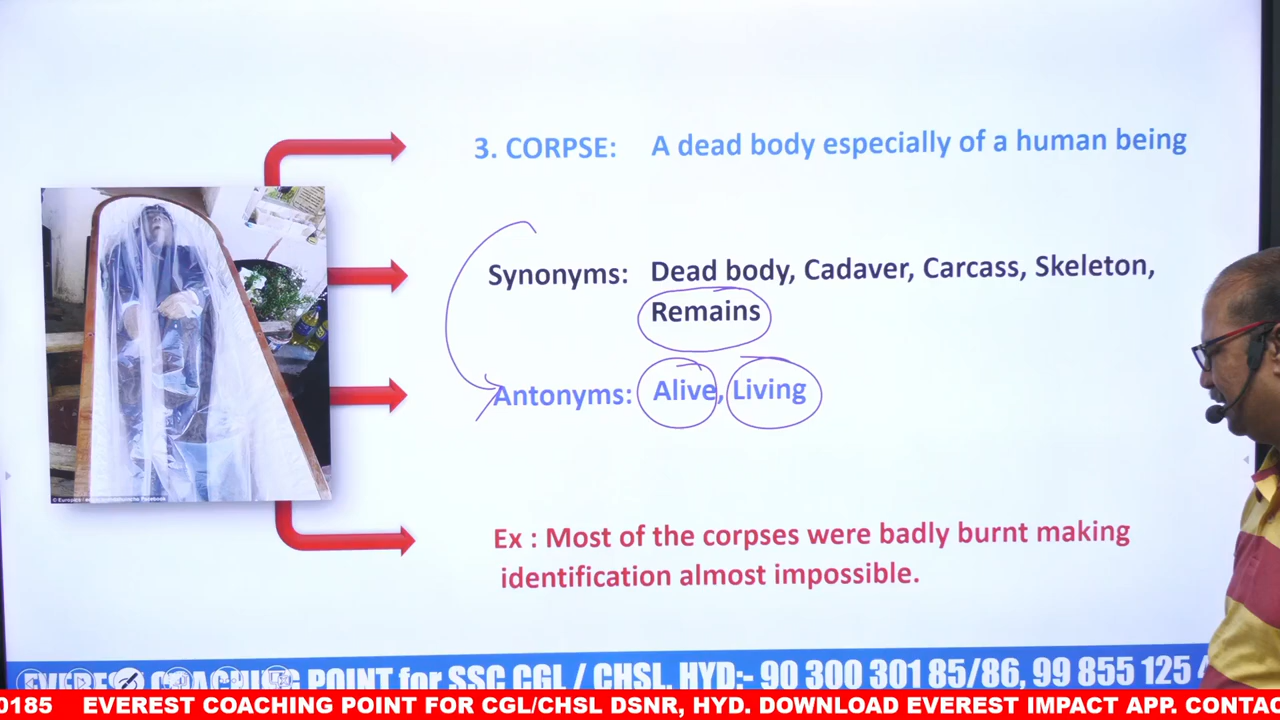 3. CORPSE: A dead body especially of a human being
Synonyms: Dead body, Cadaver, Carcass, Skeleton,
Remains
Antonyms: Alive, Living
Ex : Most of the corpses were badly burnt making
identification almost impossible.
COACHING POINT for SSC CGL / CHSL. HYD:- 90 300 301 85/86, 99 855 125
0185 EVEREST COACHING POINT FOR CGL/CHSL DSNR, HYD. DOWNLOAD EVEREST IMPACT APP. CONTAC